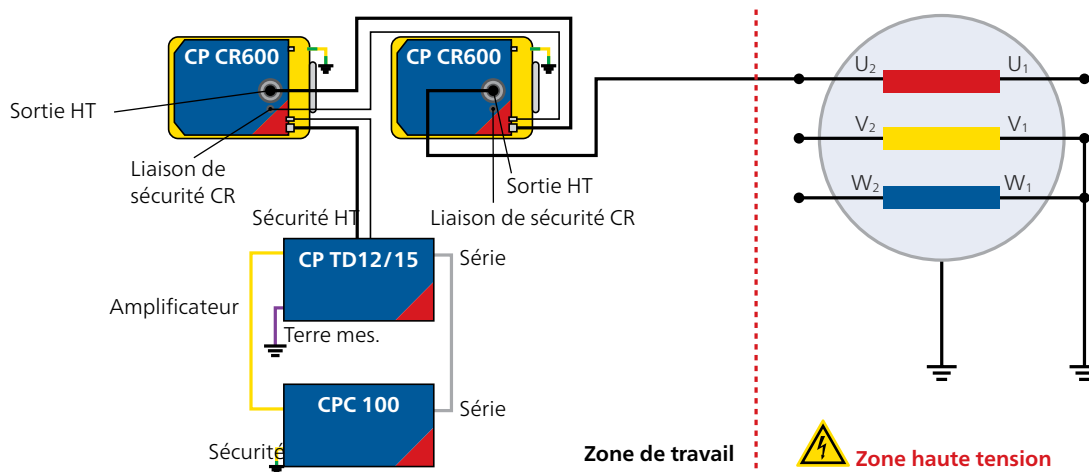 CP CR600
CP CR600
Sortie HT
Liaison de
sécurité CR
Sortie HT
Liaison de sécurité CR
Sécurité HT
CP TD12/15
Série
Amplificateur
Terre mes.
CPC 100
Série
Sécurité
Zone de travail
U₂
U₁
V₂
V₁
W₂
W₁
Zone haute tension